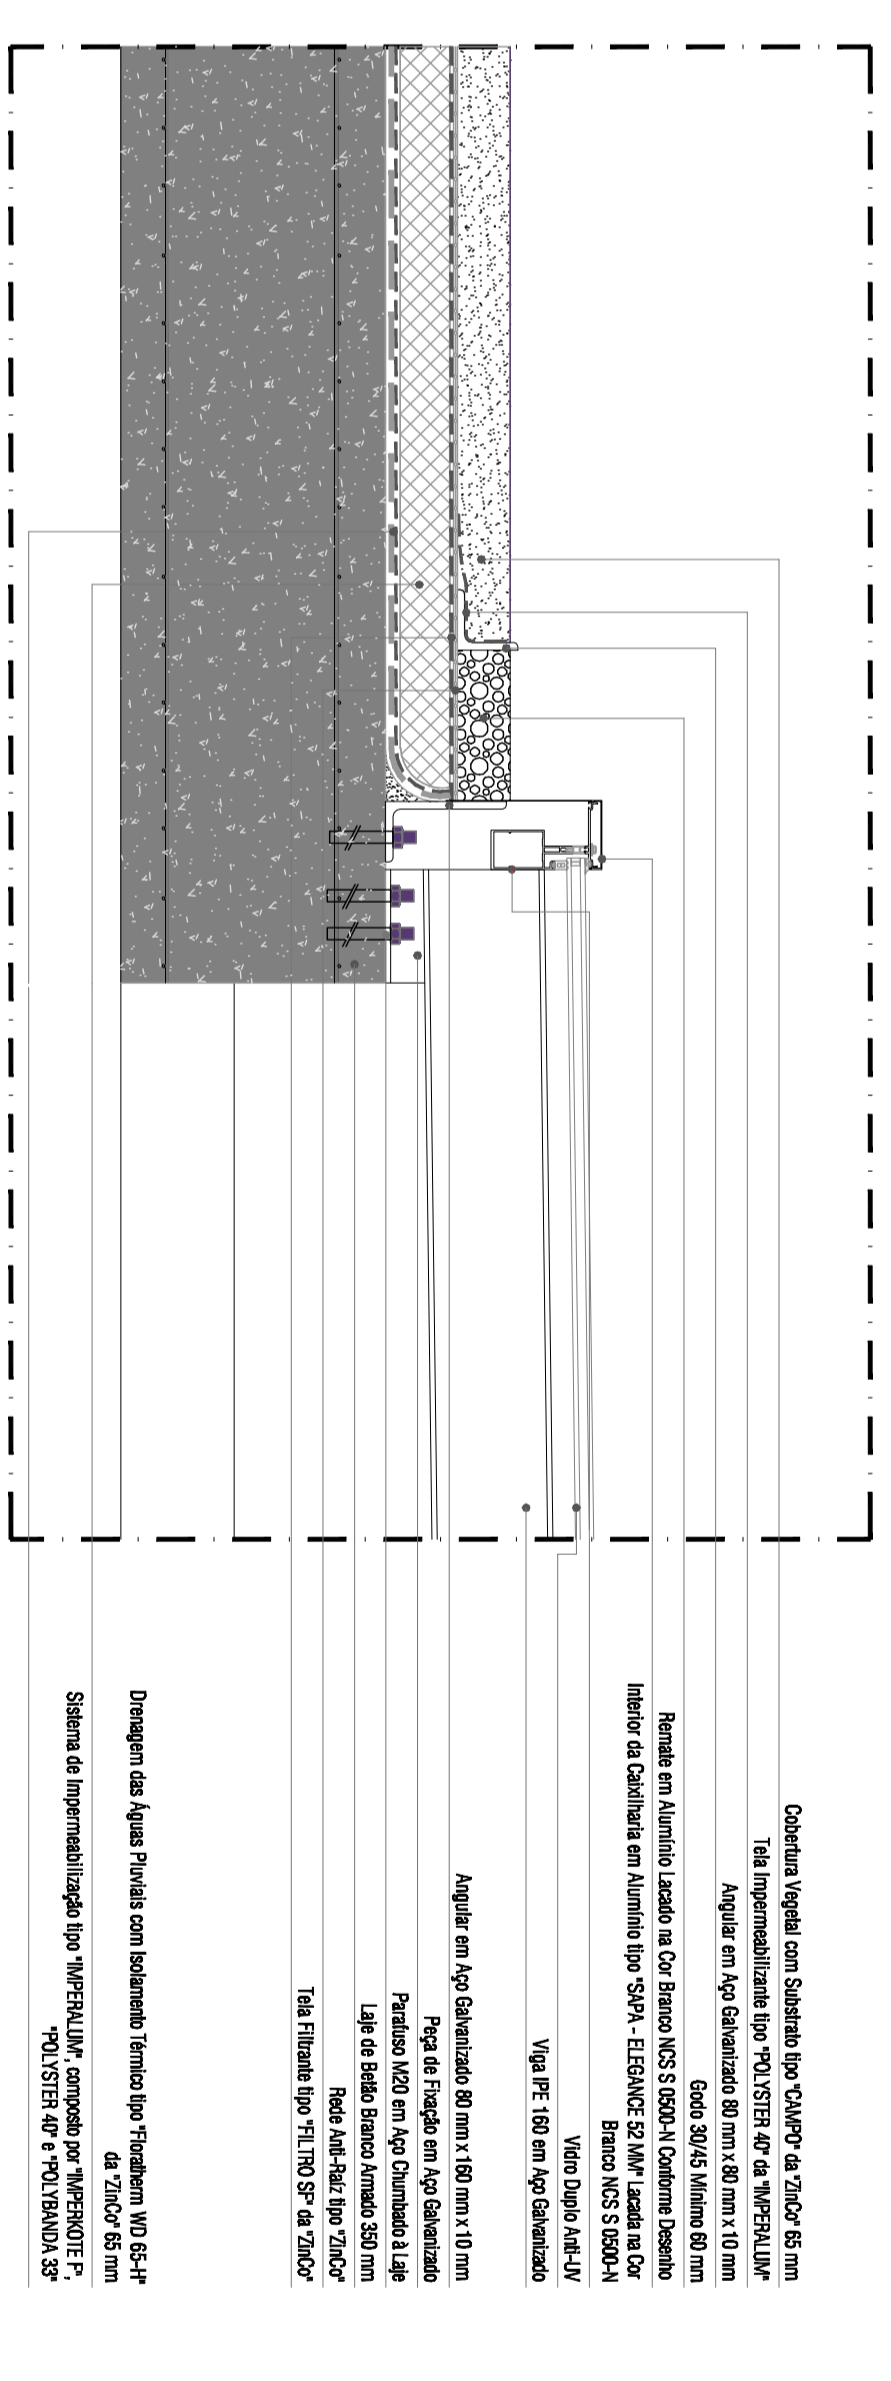 Cobertura Vegetal com Substrato tipo "CAMPO" da "ZinCo" 65 mm
Tela Impermeabilizante tipo "POLYSTER 40" da "IMPERALUM"
Angular em Aço Galvanizado 80 mm x 80 mm x 10 mm
Godo 30/45 Mínimo 60 mm
Remate em Alumínio Lacado na Cor Branco NCS S 0500-N Conforme Desenho
Interior da Caixilharia em Alumínio tipo "SAPA - ELEGANCE 52 MM" Lacada na Cor
Branco NCS S 0500-N
Vidro Duplo Anti-UV
Viga IPE 160 em Aço Galvanizado
Angular em Aço Galvanizado 80 mm x 160 mm x 10 mm
Peça de Fixação em Aço Galvanizado
Parafuso M20 em Aço Chumbado à Laje
Laje de Betão Branco Armado 350 mm
Rede Anti-Raíz tipo "ZinCo"
Tela Filtrante tipo "FILTRO SF" da "ZinCo"
Drenagem das Águas Pluviais com Isolamento Térmico tipo "Floratherm WD 65-H"
da "ZinCo" 65 mm
Sistema de Impermeabilização tipo "IMPERALUM", composto por "IMPERKOTE F",
"POLYSTER 40" e "POLYBANDA 33"